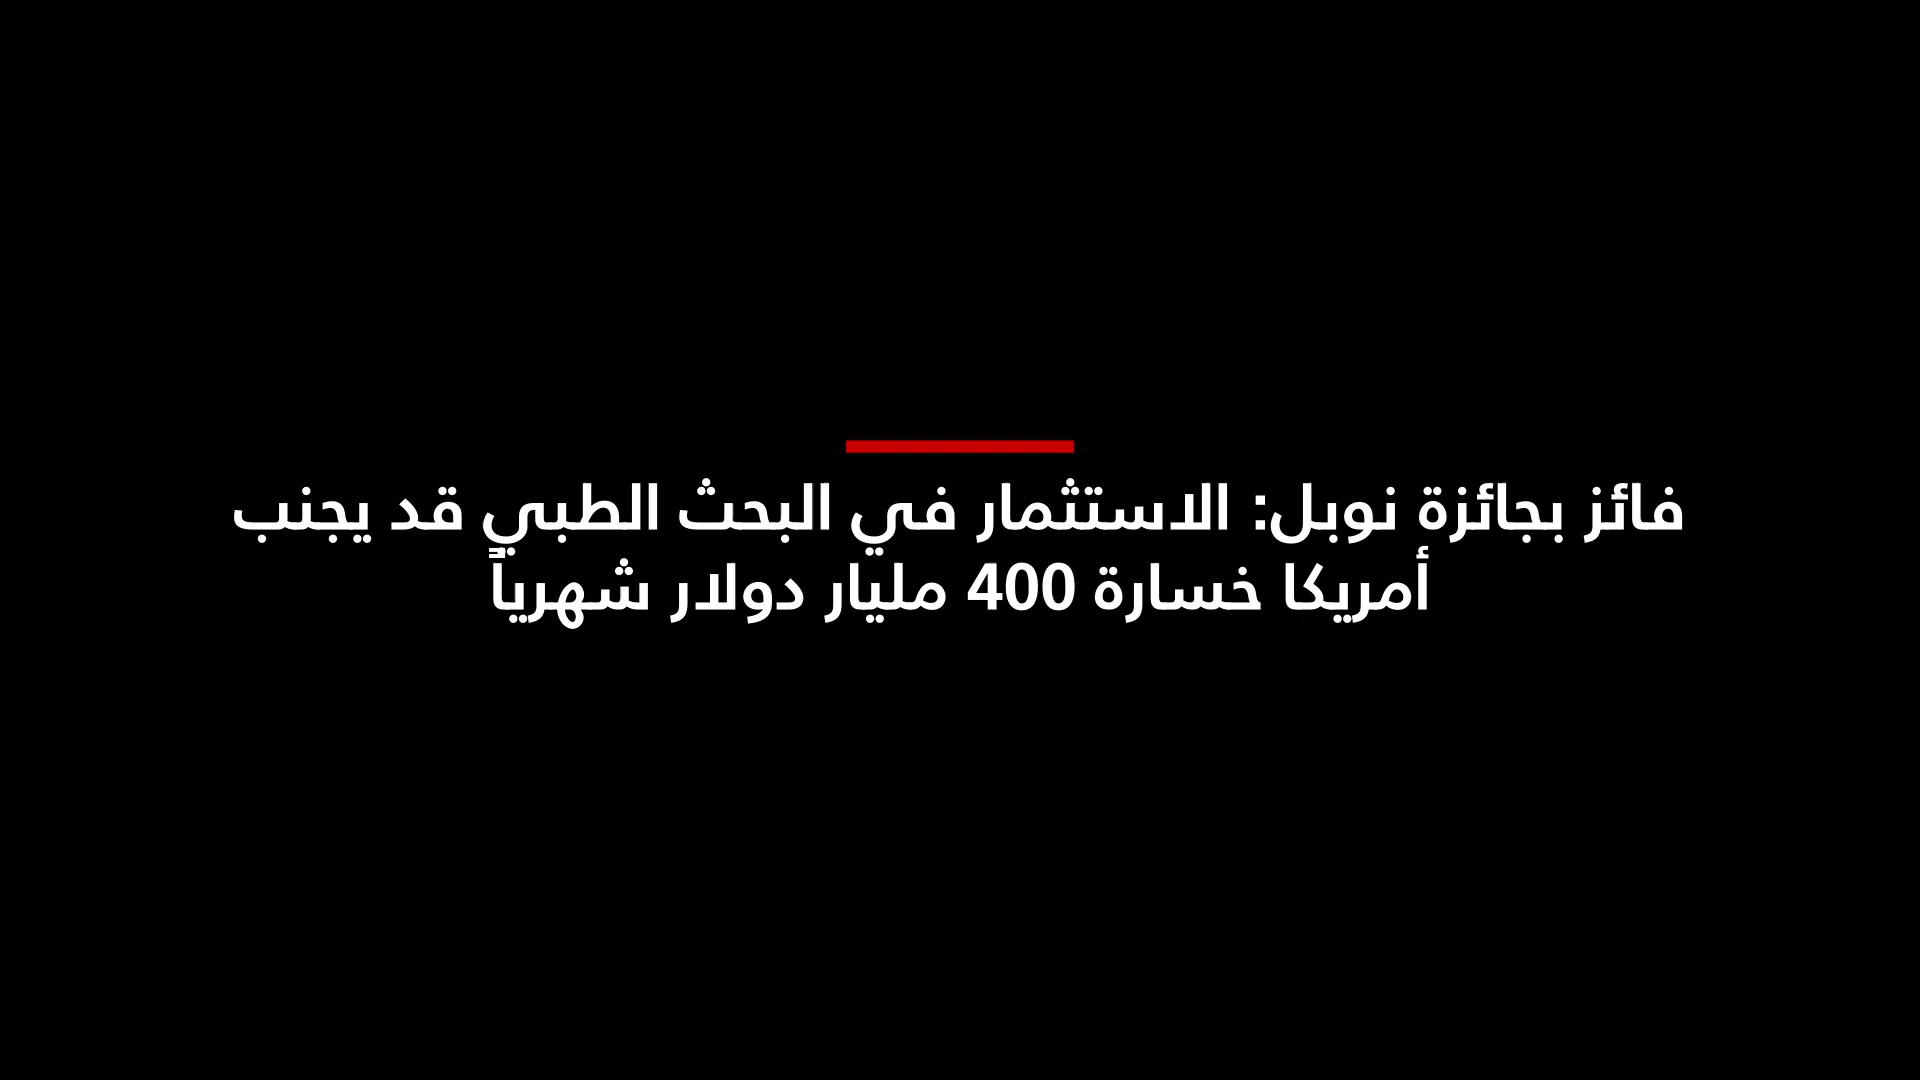 فائز بجائزة نوبل: الاستثمار في البحث الطبي قد يجنب
أمريكا خسارة 400 مليار دولار شهرياً